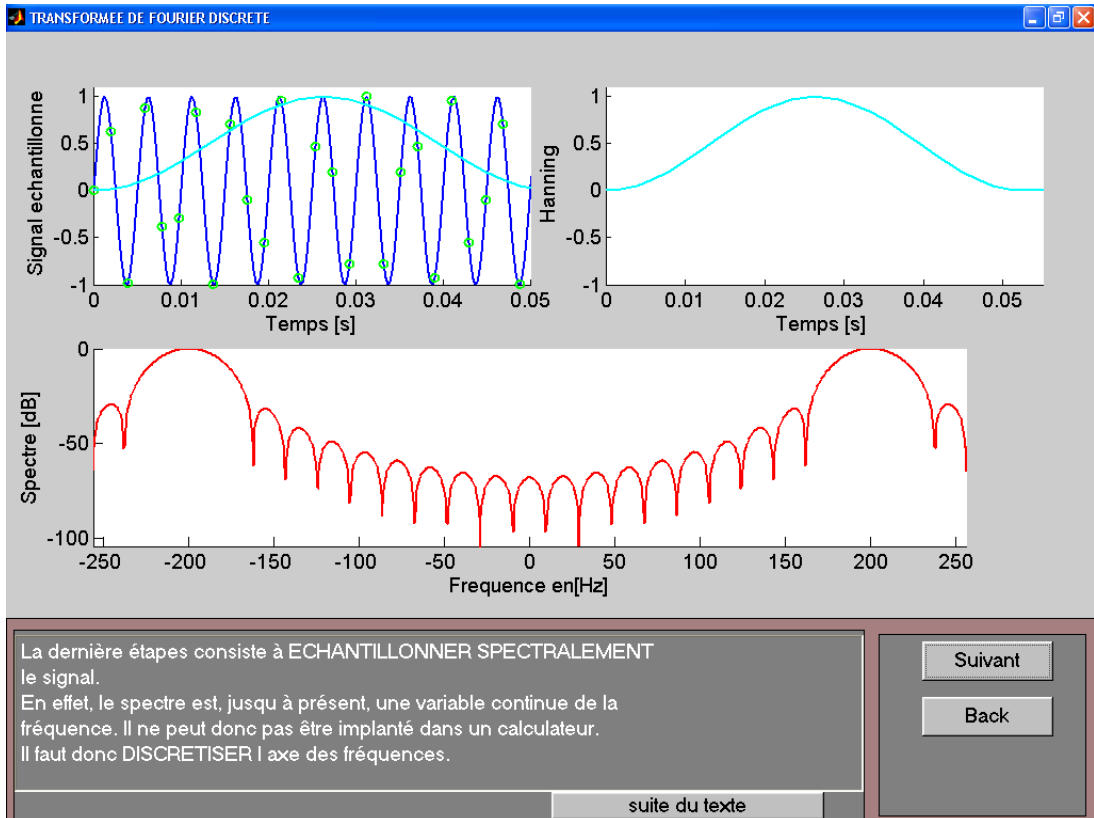 TRANSFORMEE DE FOURIER DISCRETE
Signal echantillonne
1
0.5
0
-0.5
-1
0 0.01 0.02 0.03 0.04 0.05
Temps [s]
Hanning
1
0.5
0
-0.5
-1
0 0.01 0.02 0.03 0.04 0.05
Temps [s]
Spectre [dB]
0
-50
-100
-250 -200 -150 -100 -50 0 50 100 150 200 250
Frequence en[Hz]
La dernière étapes consiste à ECHANTILLONNER SPECTRALEMENT
le signal.
En effet, le spectre est, jusqu à présent, une variable continue de la
fréquence. Il ne peut donc pas être implanté dans un calculateur.
Il faut donc DISCRETISER l axe des fréquences.
suite du texte
Suivant
Back